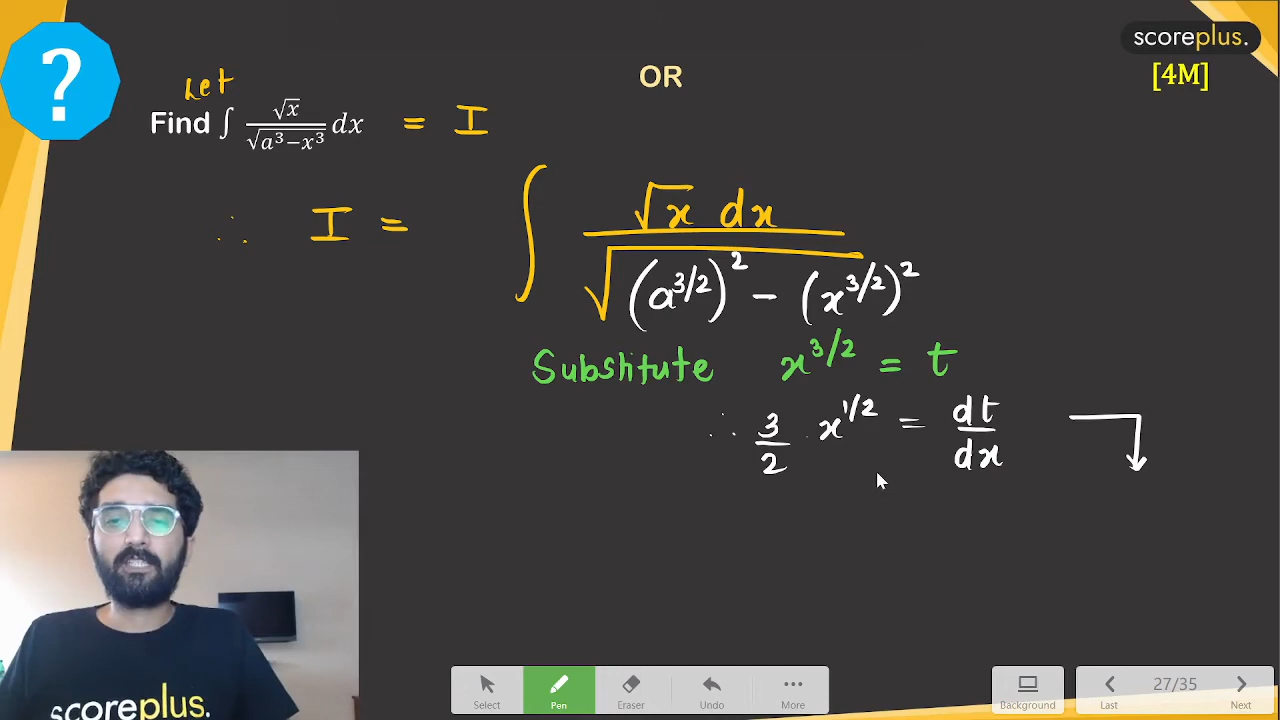 scoreplus.
?
OR
[4M]
Let
Find ∫ √x / √(a³−x³) dx = I
∴ I = ∫ √x dx / √((a^{3/2})² − (x^{3/2})²)
Substitute x^{3/2} = t
∴ 3/2 · x^{1/2} = dt/dx
scoreplus.
Select Pen Eraser Undo More Background Last 27/35 Next